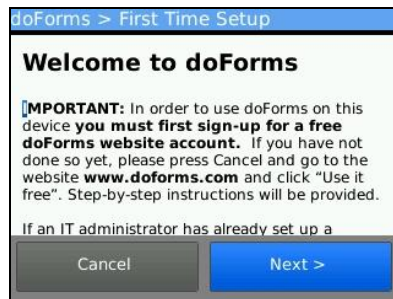 doForms > First Time Setup
Welcome to doForms
IMPORTANT: In order to use doForms on this
device you must first sign-up for a free
doForms website account. If you have not
done so yet, please press Cancel and go to the
website www.doforms.com and click “Use it
free”. Step-by-step instructions will be provided.
If an IT administrator has already set up a
Cancel
Next >